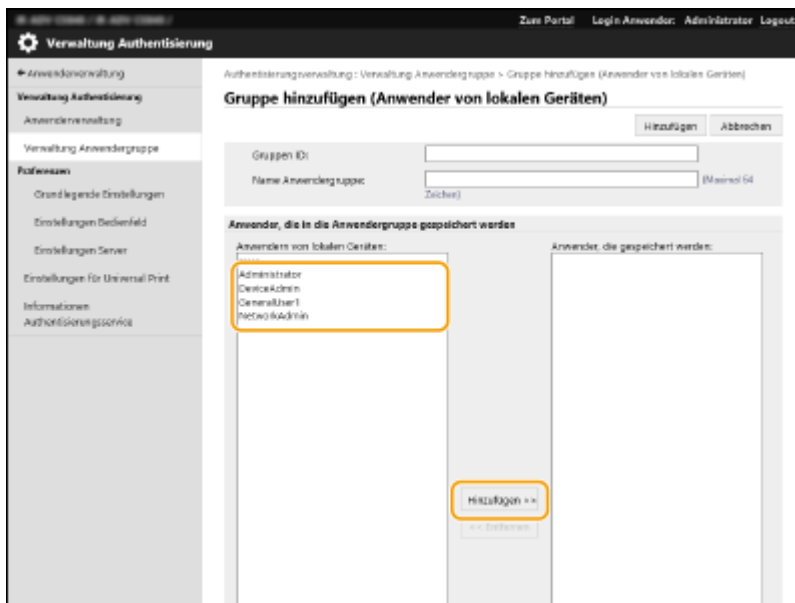 Zum Portal Login Anwender: Administrator Logout
Verwaltung Authentisierung
Anwenderverwaltung
Verwaltung Authentisierung
Anwenderverwaltung
Verwaltung Anwendergruppe
Präferenzen
Grundlegende Einstellungen
Einstellungen Bedienfeld
Einstellungen Server
Einstellungen für Universal Print
Informationen
Authentisierungsservice
Authentisierungsverwaltung : Verwaltung Anwendergruppe > Gruppe hinzufügen (Anwender von lokalen Geräten)
Gruppe hinzufügen (Anwender von lokalen Geräten)
Hinzufügen Abbrechen
Gruppen ID:
Name Anwendergruppe: (Maximal 64
Zeichen)
Anwender, die in die Anwendergruppe gespeichert werden
Anwendern von lokalen Geräten: Anwender, die gespeichert werden:
-----
Administrator
DeviceAdmin
GeneralUser1
NetworkAdmin
Hinzufügen >>
<< Entfernen